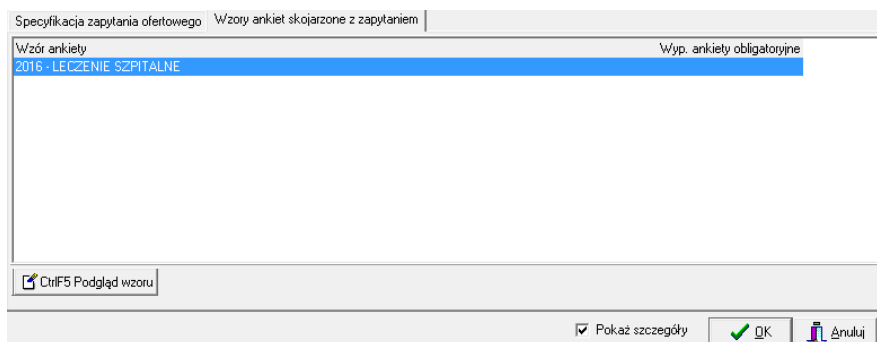 Specyfikacja zapytania ofertowego Wzory ankiet skojarzone z zapytaniem
Wzór ankiety Wyp. ankiety obligatoryjne
2016 - LECZENIE SZPITALNE
CtrlF5 Podgląd wzoru
Pokaż szczegóły OK Anuluj